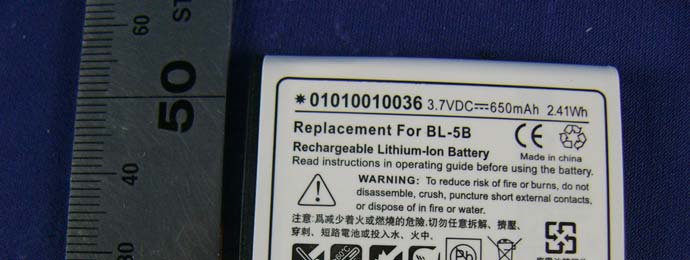 60
ST
50
40
30
✷01010010036 3.7VDC⎓650mAh 2.41Wh
Replacement For BL-5B
CE
Rechargeable Lithium-Ion Battery
Made in china
Read instructions in operating guide before using the battery.
WARNING: To reduce risk of fire or burns, do not
disassemble, crush, puncture short external contacts,
or dispose of in fire or water.
注意:爲减少着火或燃燒的危險,切勿任意拆解、擠壓、
穿刺、短路電池或投入水、火中。
60℃
Pb